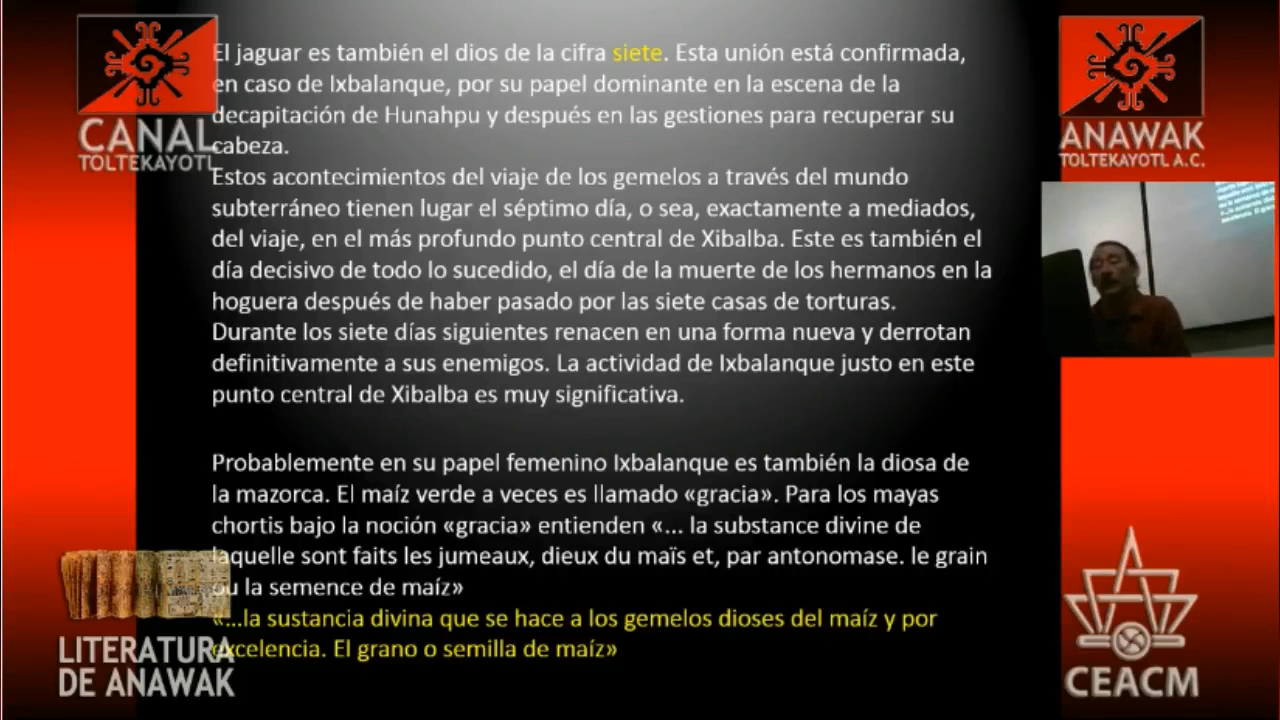 El jaguar es también el dios de la cifra siete. Esta unión está confirmada,
en caso de Ixbalanque, por su papel dominante en la escena de la
decapitación de Hunahpu y después en las gestiones para recuperar su
cabeza.
Estos acontecimientos del viaje de los gemelos a través del mundo
subterráneo tienen lugar el séptimo día, o sea, exactamente a mediados,
del viaje, en el más profundo punto central de Xibalba. Este es también el
día decisivo de todo lo sucedido, el día de la muerte de los hermanos en la
hoguera después de haber pasado por las siete casas de torturas.
Durante los siete días siguientes renacen en una forma nueva y derrotan
definitivamente a sus enemigos. La actividad de Ixbalanque justo en este
punto central de Xibalba es muy significativa.
Probablemente en su papel femenino Ixbalanque es también la diosa de
la mazorca. El maíz verde a veces es llamado «gracia». Para los mayas
chortis bajo la noción «gracia» entienden «... la substance divine de
laquelle sont faits les jumeaux, dieux du maïs et, par antonomase. le grain
ou la semence de maíz»
«...la sustancia divina que se hace a los gemelos dioses del maíz y por
excelencia. El grano o semilla de maíz»
CANAL
TOLTEKAYOTL
ANAWAK
TOLTEKAYOTL A.C.
LITERATURA
DE ANAWAK
CEACM